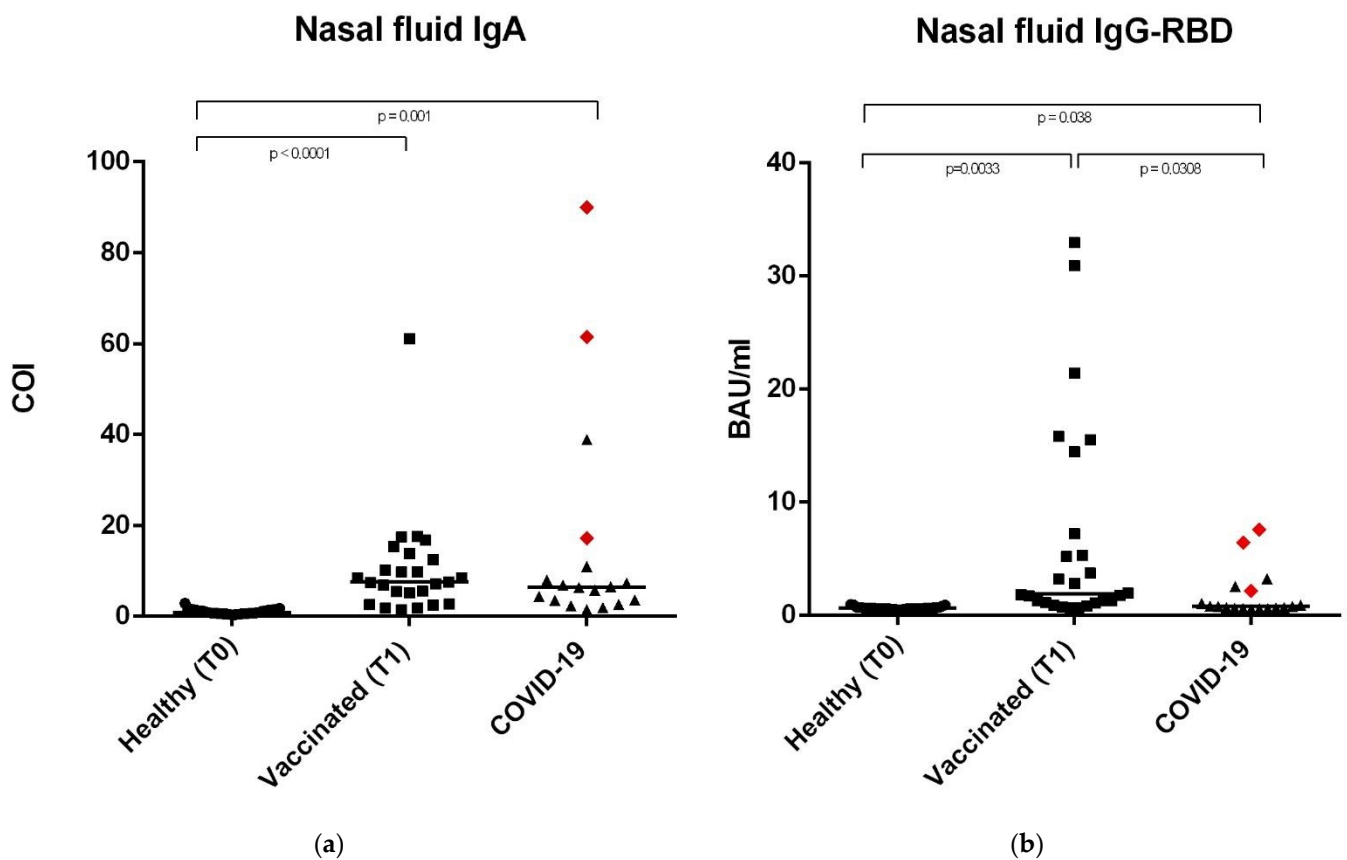 Nasal fluid IgA
p = 0.001
p < 0.0001
100
80
60
40
20
0
COI
Healthy (T0)
Vaccinated (T1)
COVID-19
(a)
Nasal fluid IgG-RBD
p = 0.038
p=0.0033
p = 0.0308
40
30
20
10
0
BAU/ml
Healthy (T0)
Vaccinated (T1)
COVID-19
(b)